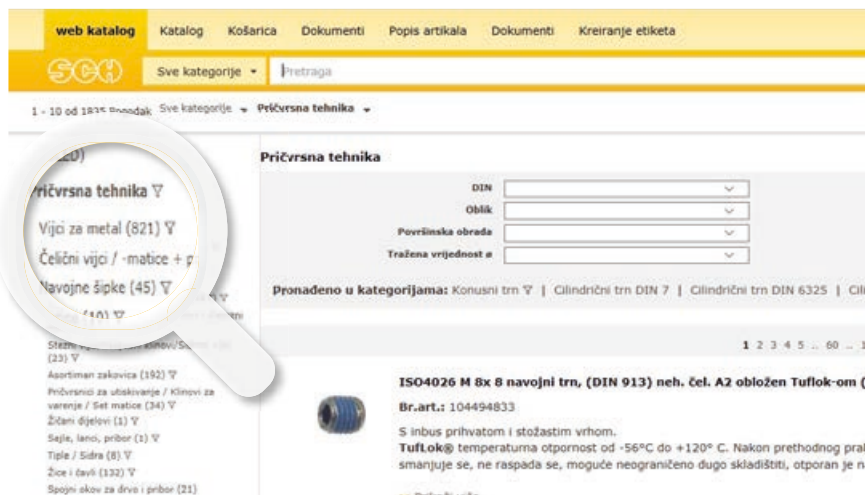 web katalog Katalog Košarica Dokumenti Popis artikala Dokumenti Kreiranje etiketa
SCH Sve kategorije Pretraga
1 - 10 od 1825 Pogodak Sve kategorije Pričvrsna tehnika
Pričvrsna tehnika
Pričvrsna tehnika
Vijci za metal (821)
Čelični vijci / -matice +
Navojne šipke (45)
(10)
(23)
Asortiman zakovica (192)
Pričvrsnici za utiskivanje / Klinovi za
varenje / Set matice (34)
Žičani dijelovi (1)
Sajle, lanci, pribor (1)
Tiple / Sidra (8)
Žice i čavli (132)
Spojni okov za drvo i pribor (21)
DIN
Oblik
Površinska obrada
Tražena vrijednost ø
Pronađeno u kategorijama: Konusni trn | Cilindrični trn DIN 7 | Cilindrični trn DIN 6325 |
1 2 3 4 5 .. 60 ..
ISO4026 M 8x 8 navojni trn, (DIN 913) neh. čel. A2 obložen Tuflok-om (
Br.art.: 104494833
S inbus prihvatom i stožastim vrhom.
TufLok® temperaturna otpornost od -56°C do +120° C. Nakon prethodnog
smanjuje se, ne raspada se, moguće neograničeno dugo skladištiti, otporan je